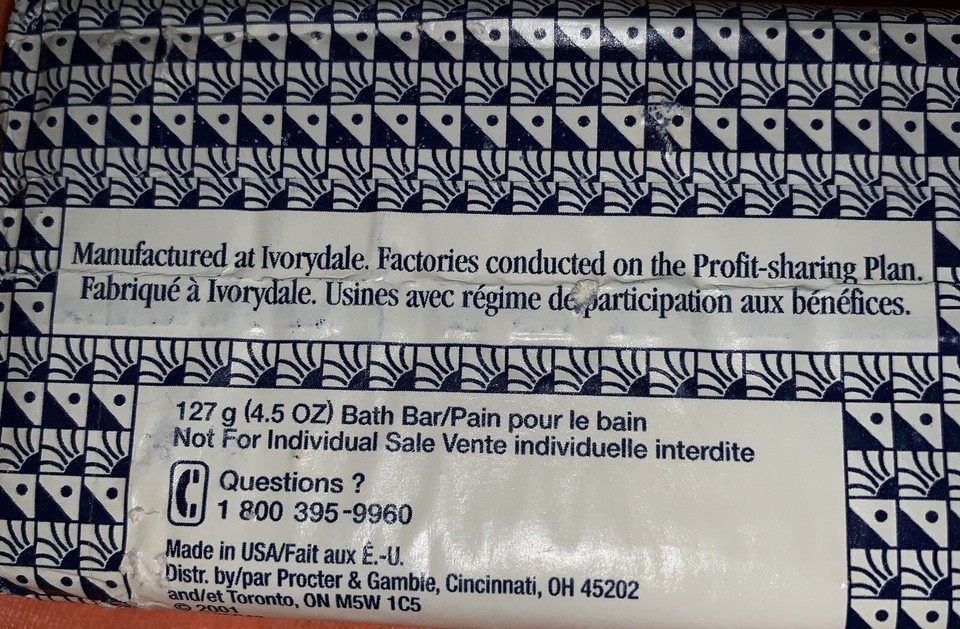 Manufactured at Ivorydale. Factories conducted on the Profit-sharing Plan.
Fabriqué à Ivorydale. Usines avec régime de participation aux bénéfices.
127 g (4.5 OZ) Bath Bar/Pain pour le bain
Not For Individual Sale Vente individuelle interdite
Questions ?
1 800 395-9960
Made in USA/Fait aux É.-U.
Distr. by/par Procter & Gamble, Cincinnati, OH 45202
and/et Toronto, ON M5W 1C5
© 2001